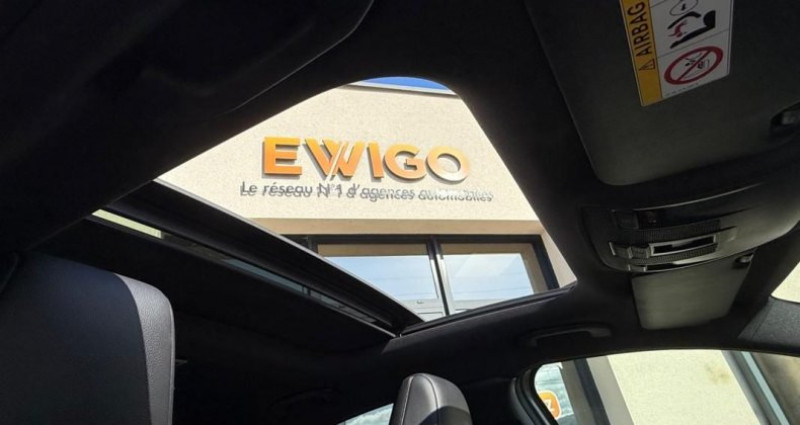 EWIGO
Le réseau N°1 d'agences automobiles
AIRBAG